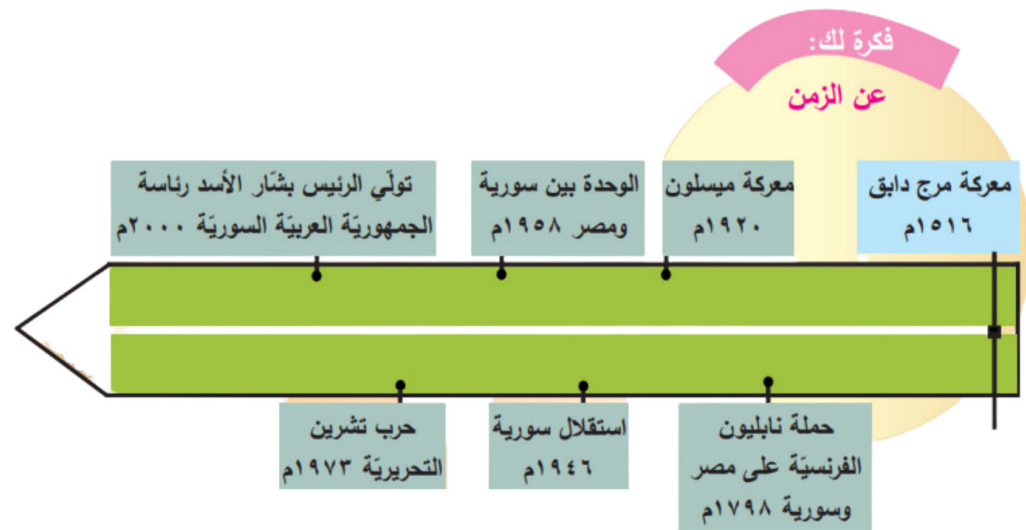 فكرة لك:
عن الزمن
معركة مرج دابق
١٥١٦م
معركة ميسلون
١٩٢٠م
الوحدة بين سورية
ومصر ١٩٥٨م
تولّي الرئيس بشّار الأسد رئاسة
الجمهوريّة العربيّة السوريّة ٢٠٠٠م
حملة نابليون
الفرنسيّة على مصر
وسورية ١٧٩٨م
استقلال سورية
١٩٤٦م
حرب تشرين
التحريريّة ١٩٧٣م